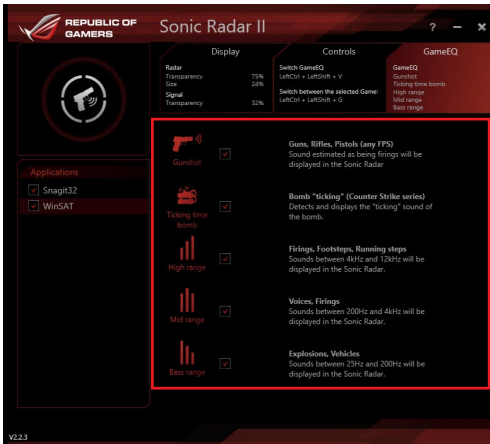 REPUBLIC OF
GAMERS
Sonic Radar II
? – ×
Display
Radar
Transparency 75%
Size 24%
Signal
Transparency 32%
Controls
Switch GameEQ
LeftCtrl + LeftShift + V
Switch between the selected Game
LeftCtrl + LeftShift + G
GameEQ
GameEQ
Gunshot
Ticking time bomb
High range
Mid range
Bass range
Applications
Snagit32
WinSAT
Gunshot
Guns, Rifles, Pistols (any FPS)
Sound estimated as being firings will be
displayed in the Sonic Radar
Ticking time
bomb
Bomb "ticking" (Counter Strike series)
Detects and displays the "ticking" sound of
the bomb.
High range
Firings, Footsteps, Running steps
Sounds between 4kHz and 12kHz will be
displayed in the Sonic Radar.
Mid range
Voices, Firings
Sounds between 200Hz and 4kHz will be
displayed in the Sonic Radar.
Bass range
Explosions, Vehicles
Sounds between 25Hz and 200Hz will be
displayed in the Sonic Radar.
V2.2.3